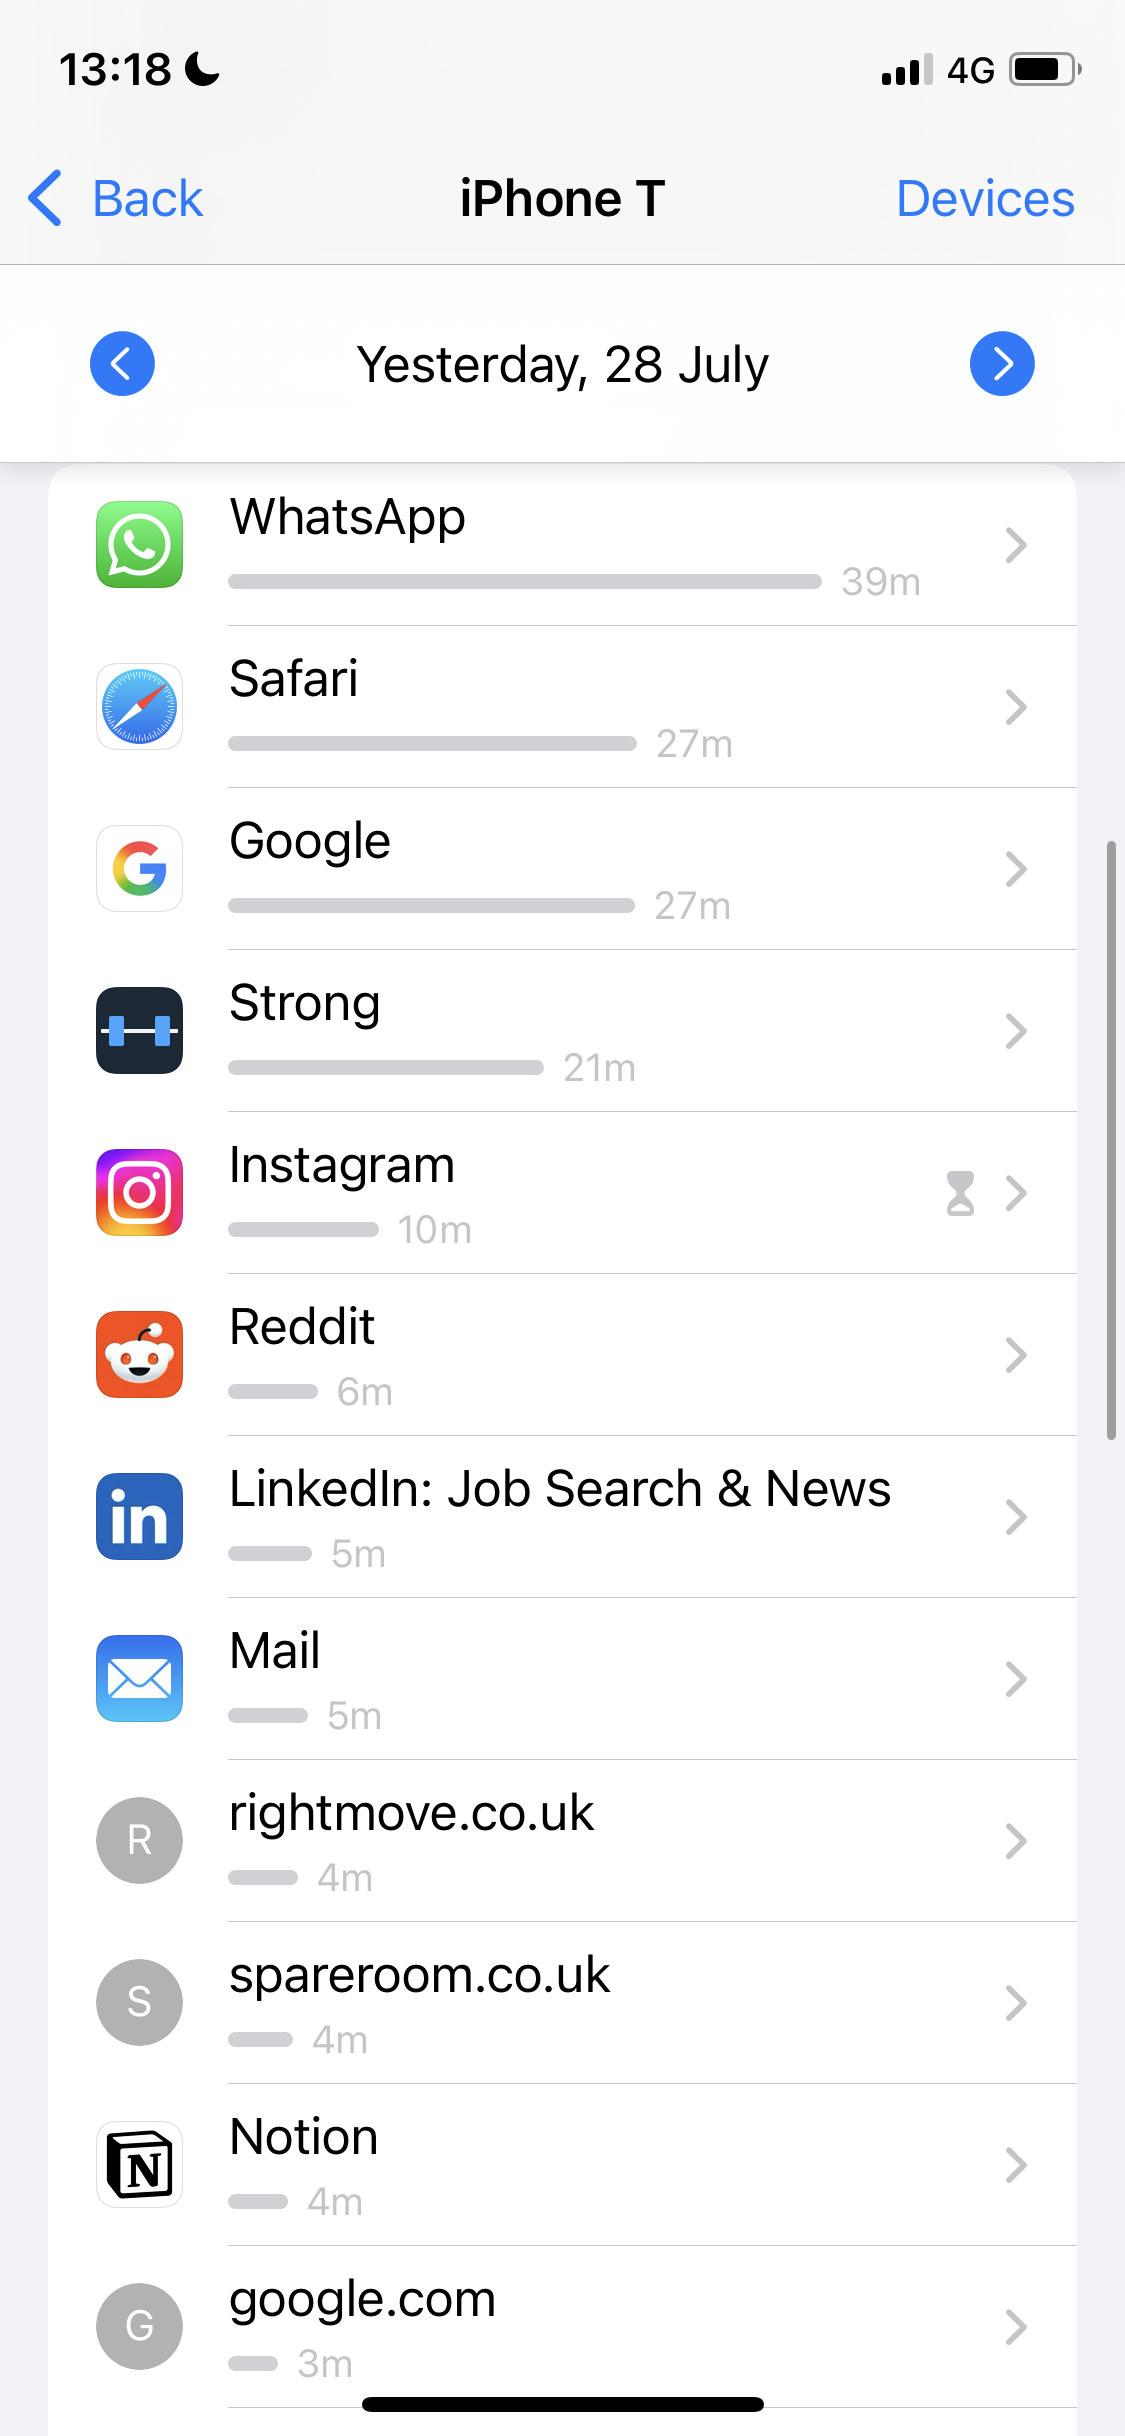 13:18 4G
Back iPhone T Devices
Yesterday, 28 July
WhatsApp
39m
Safari
27m
Google
27m
Strong
21m
Instagram
10m
Reddit
6m
in
LinkedIn: Job Search & News
5m
Mail
5m
R
rightmove.co.uk
4m
S
spareroom.co.uk
4m
N
Notion
4m
G
google.com
3m